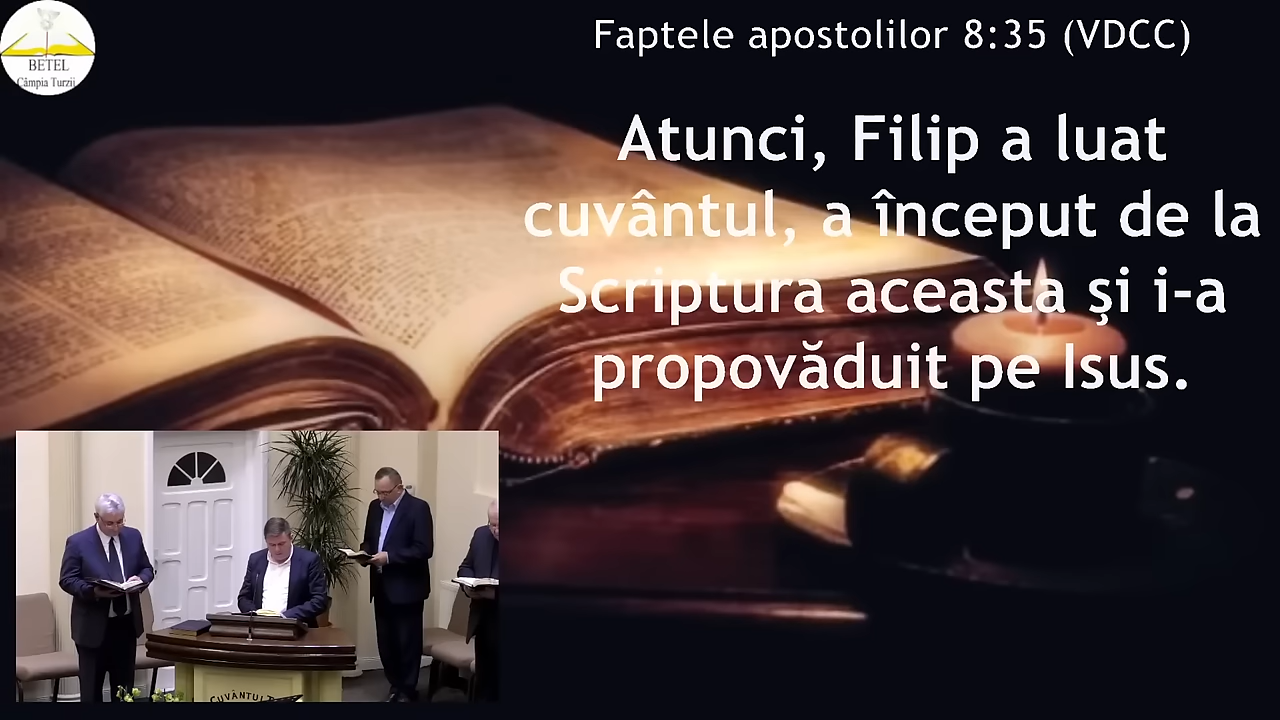 Faptele apostolilor 8:35 (VDCC)
BETEL
Câmpia Turzii
Atunci, Filip a luat
cuvântul, a început de la
Scriptura aceasta şi i-a
propovăduit pe Isus.
CUVÂNTUL